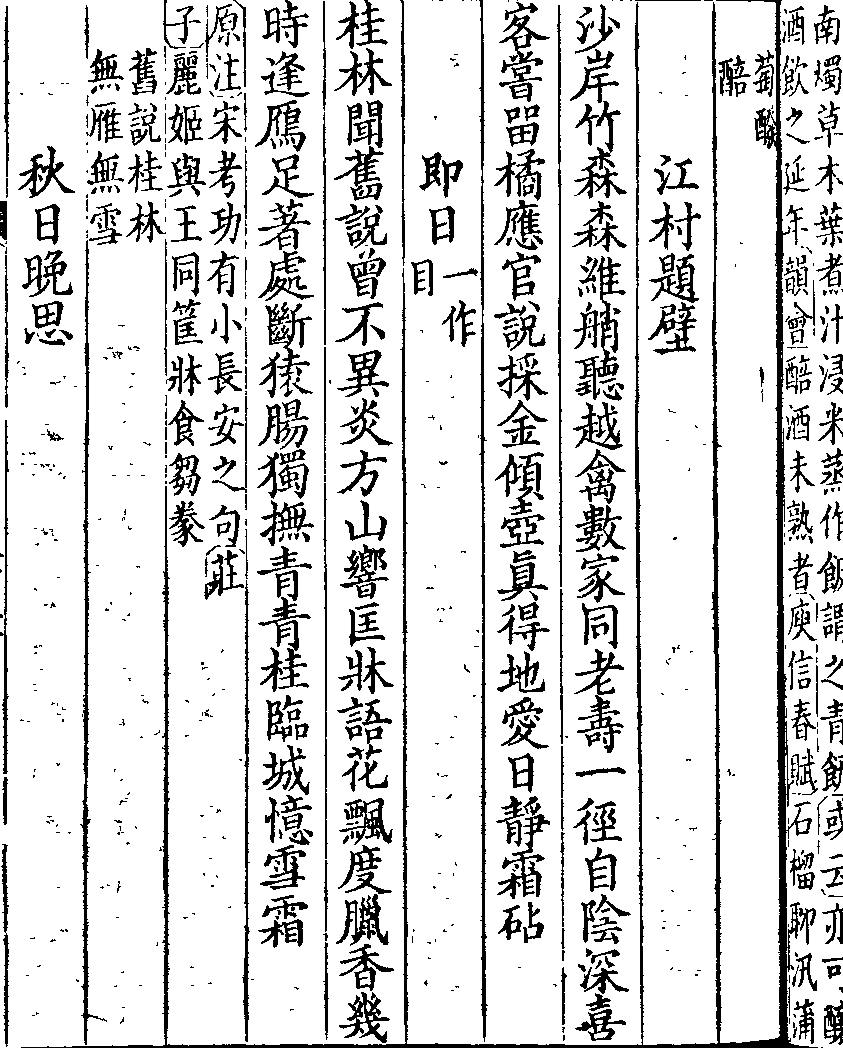 南燭草木葉煮汁浸米蒸作飯謂之青飯或云亦可釀
酒飲之延年韻會醅酒未熟者庾信春賦石榴聊汎蒲
萄醱
醅
江村題壁
沙岸竹森森維艄聽越禽數家同老壽一徑自陰深喜
客嘗留橘應官說採金傾壺眞得地愛日靜霜砧
即日一作
目
桂林聞舊說曾不異炎方山響匡牀語花飄度臘香幾
時逢鴈足著處斷猿腸獨撫青青桂臨城憶雪霜
原注宋考功有小長安之句莊
子麗姬與王同筐牀食芻豢
舊說桂林
無雁無雪
秋日晚思